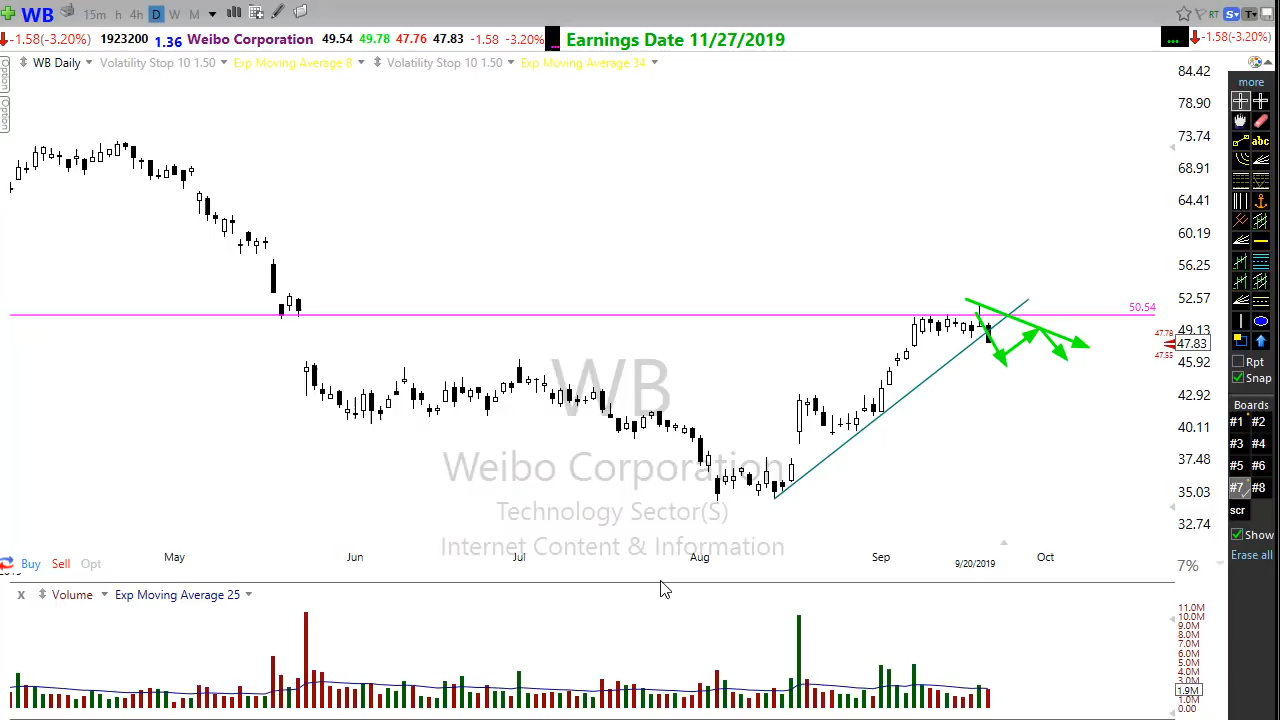 WB 15m h 4h D W M RT S T
-1.58(-3.20%) 1923200 1.36 Weibo Corporation 49.54 49.78 47.76 47.83 -1.58 -3.20% ... Earnings Date 11/27/2019 ... -1.58(-3.20%)
WB Daily Volatility Stop 10 1.50 Exp Moving Average 8 Volatility Stop 10 1.50 Exp Moving Average 34
Option
Option
84.42
78.90
73.74
68.91
64.41
60.19
56.25
52.57
50.54
49.13
47.78
47.83
47.55
45.92
42.92
40.11
37.48
35.03
32.74
WB
Weibo Corporation
Technology Sector(S)
Internet Content & Information
May Jun Jul Aug Sep 9/20/2019 Oct
Buy Sell Opt 7%
X Volume Exp Moving Average 25
11.0M
10.0M
9.0M
8.0M
7.0M
6.0M
5.0M
4.0M
3.0M
1.9M
1.0M
0.00
more
abc
Rpt
Snap
Boards
#1 #2
#3 #4
#5 #6
#7 #8
scr
Show
Erase all